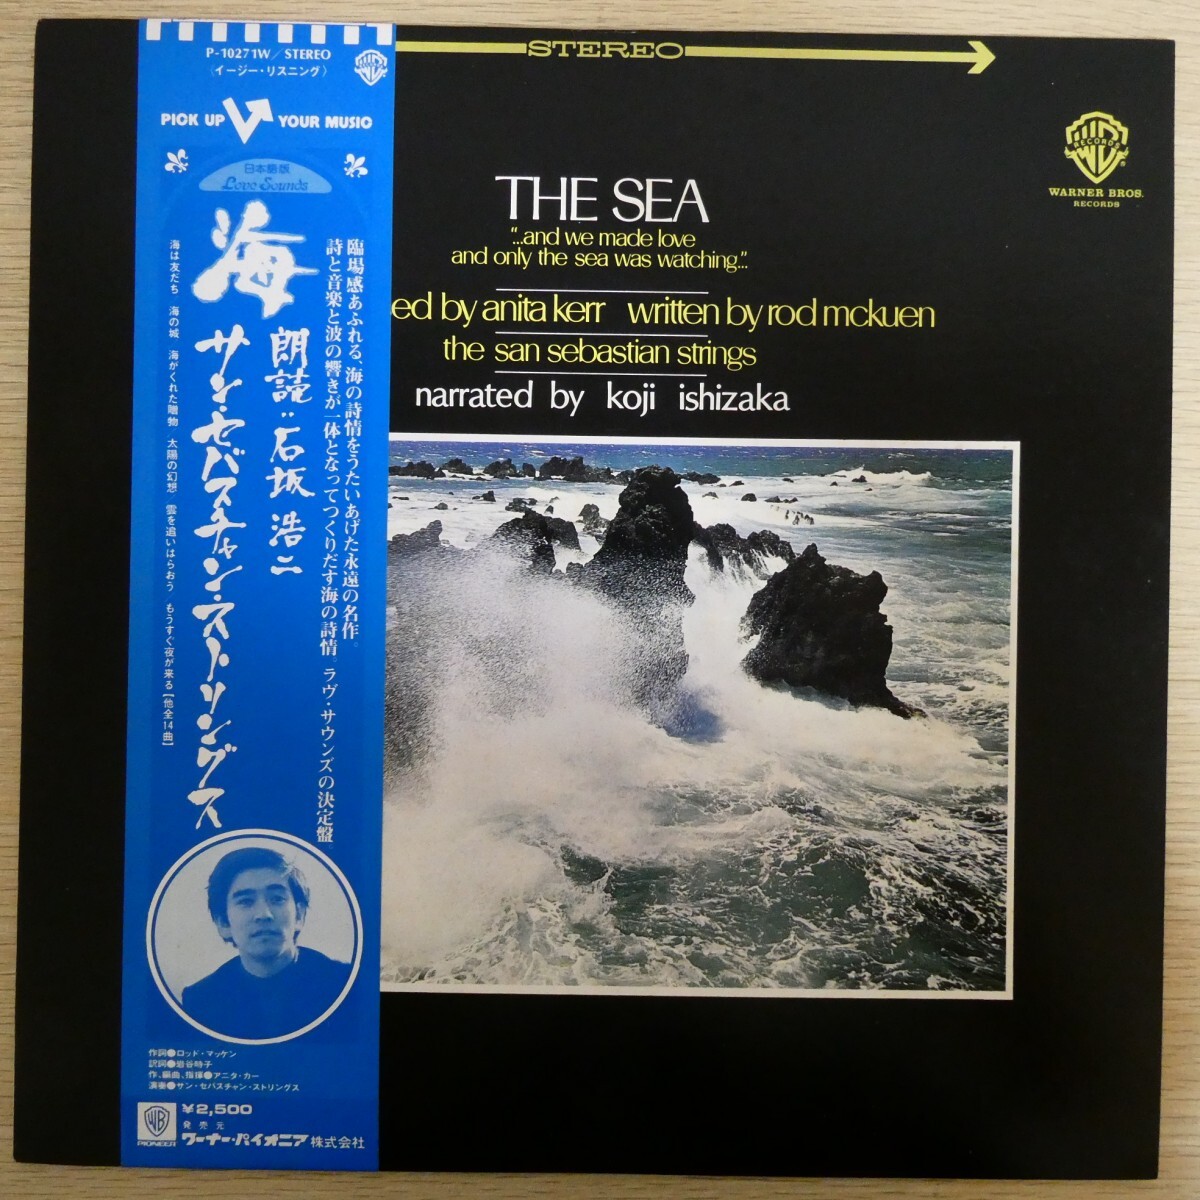 P-10271W/STEREO
(イージー・リスニング)
PICK UP YOUR MUSIC
日本語版
Love Sounds
海
朗読:石坂浩二
サン・セバスチャン・ストリングス
臨場感あふれる、海の詩情をうたいあげた永遠の名作。
詩と音楽と波の響きが一体となってつくりだす海の詩情。ラヴ・サウンズの決定盤
海は友だち/海の城/海がくれた贈物/太陽の幻想/雲を追いはらおう/もうすぐ夜が来る【他全14曲】
作詞●ロッド・マッケン
訳詞●岩谷時子
作、編曲、指揮●アニタ・カー
演奏●サン・セバスチャン・ストリングス
WB
PIONEER
¥2,500
発売元
ワーナー・パイオニア株式会社
STEREO
RECORDS
WARNER BROS.
RECORDS
THE SEA
"...and we made love
and only the sea was watching..."
ed by anita kerr written by rod mckuen
the san sebastian strings
narrated by koji ishizaka